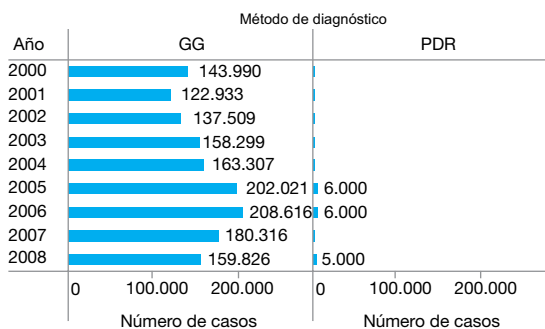 Método de diagnóstico
Año GG PDR
2000 143.990
2001 122.933
2002 137.509
2003 158.299
2004 163.307
2005 202.021 6.000
2006 208.616 6.000
2007 180.316
2008 159.826 5.000
0 100.000 200.000 0 100.000 200.000
Número de casos Número de casos